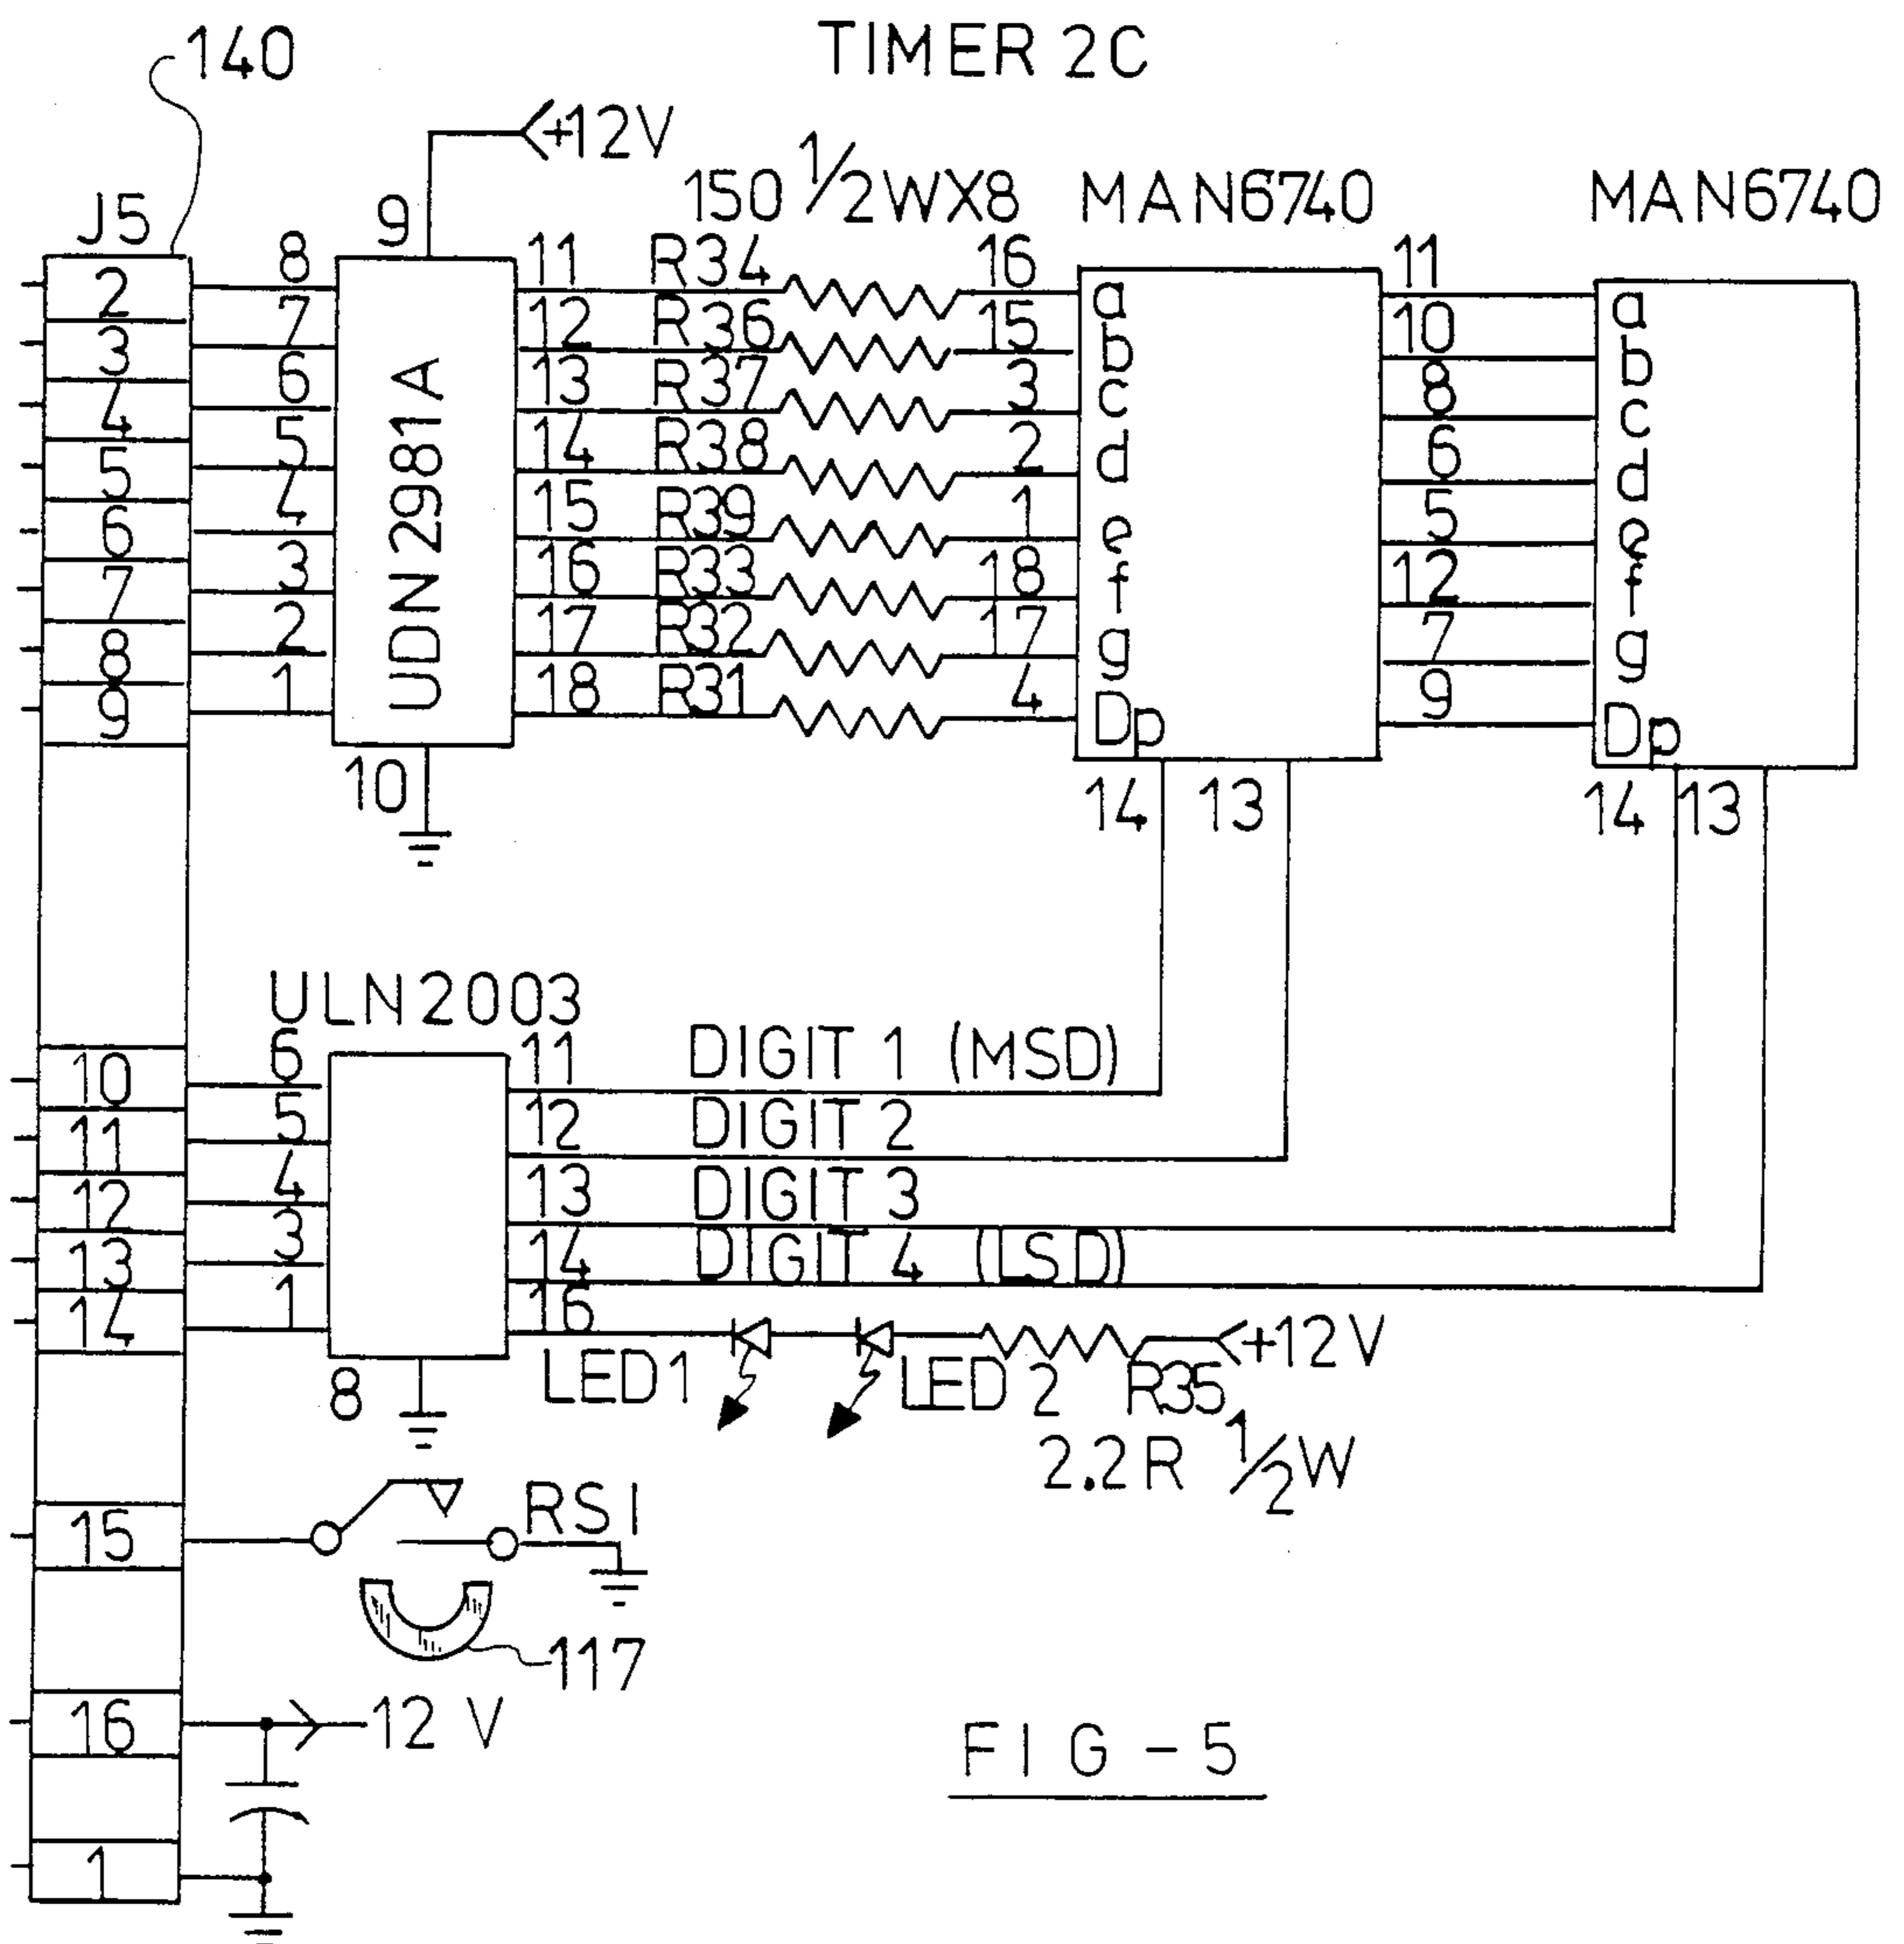 140
TIMER 2C
+12V
150 1/2WX8
MAN6740
MAN6740
J5
9
2 8 11 R34 16 a 11 a
3 7 12 R36 15 b 10 b
4 6 13 R37 3 c 8 c
5 5 14 R38 2 d 6 d
6 4 15 R39 1 e 5 e
7 3 16 R33 18 f 12 f
8 2 17 R32 17 g 7 g
9 1 18 R31 4 Dp 9 Dp
UDN 2981A
10
14 13
14 13
ULN2003
10 6 11 DIGIT 1 (MSD)
11 5 12 DIGIT 2
12 4 13 DIGIT 3
13 3 14 DIGIT 4 (LSD)
14 1 16
+12V
8
LED1
LED 2
R35
2.2R 1/2W
15
RS1
117
16
12 V
FIG-5
1